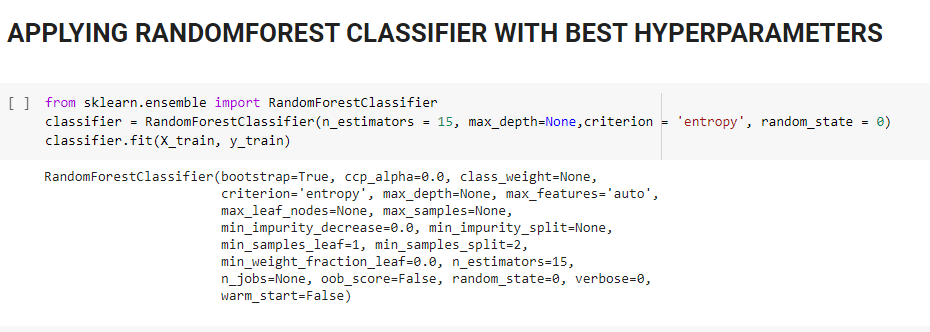 APPLYING RANDOMFOREST CLASSIFIER WITH BEST HYPERPARAMETERS
[ ] from sklearn.ensemble import RandomForestClassifier
classifier = RandomForestClassifier(n_estimators = 15, max_depth=None,criterion = 'entropy', random_state = 0)
classifier.fit(X_train, y_train)
RandomForestClassifier(bootstrap=True, ccp_alpha=0.0, class_weight=None,
criterion='entropy', max_depth=None, max_features='auto',
max_leaf_nodes=None, max_samples=None,
min_impurity_decrease=0.0, min_impurity_split=None,
min_samples_leaf=1, min_samples_split=2,
min_weight_fraction_leaf=0.0, n_estimators=15,
n_jobs=None, oob_score=False, random_state=0, verbose=0,
warm_start=False)